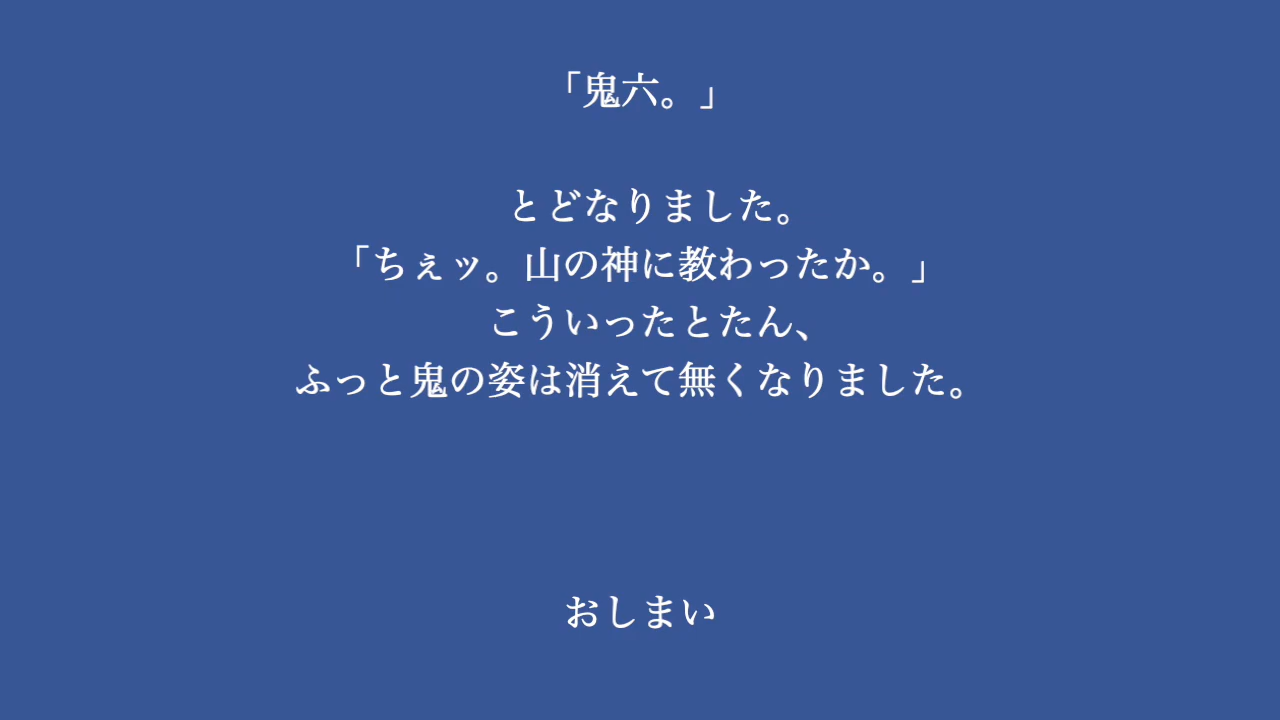 「鬼六。」
とどなりました。
「ちぇッ。山の神に教わったか。」
こういったとたん、
ふっと鬼の姿は消えて無くなりました。
おしまい